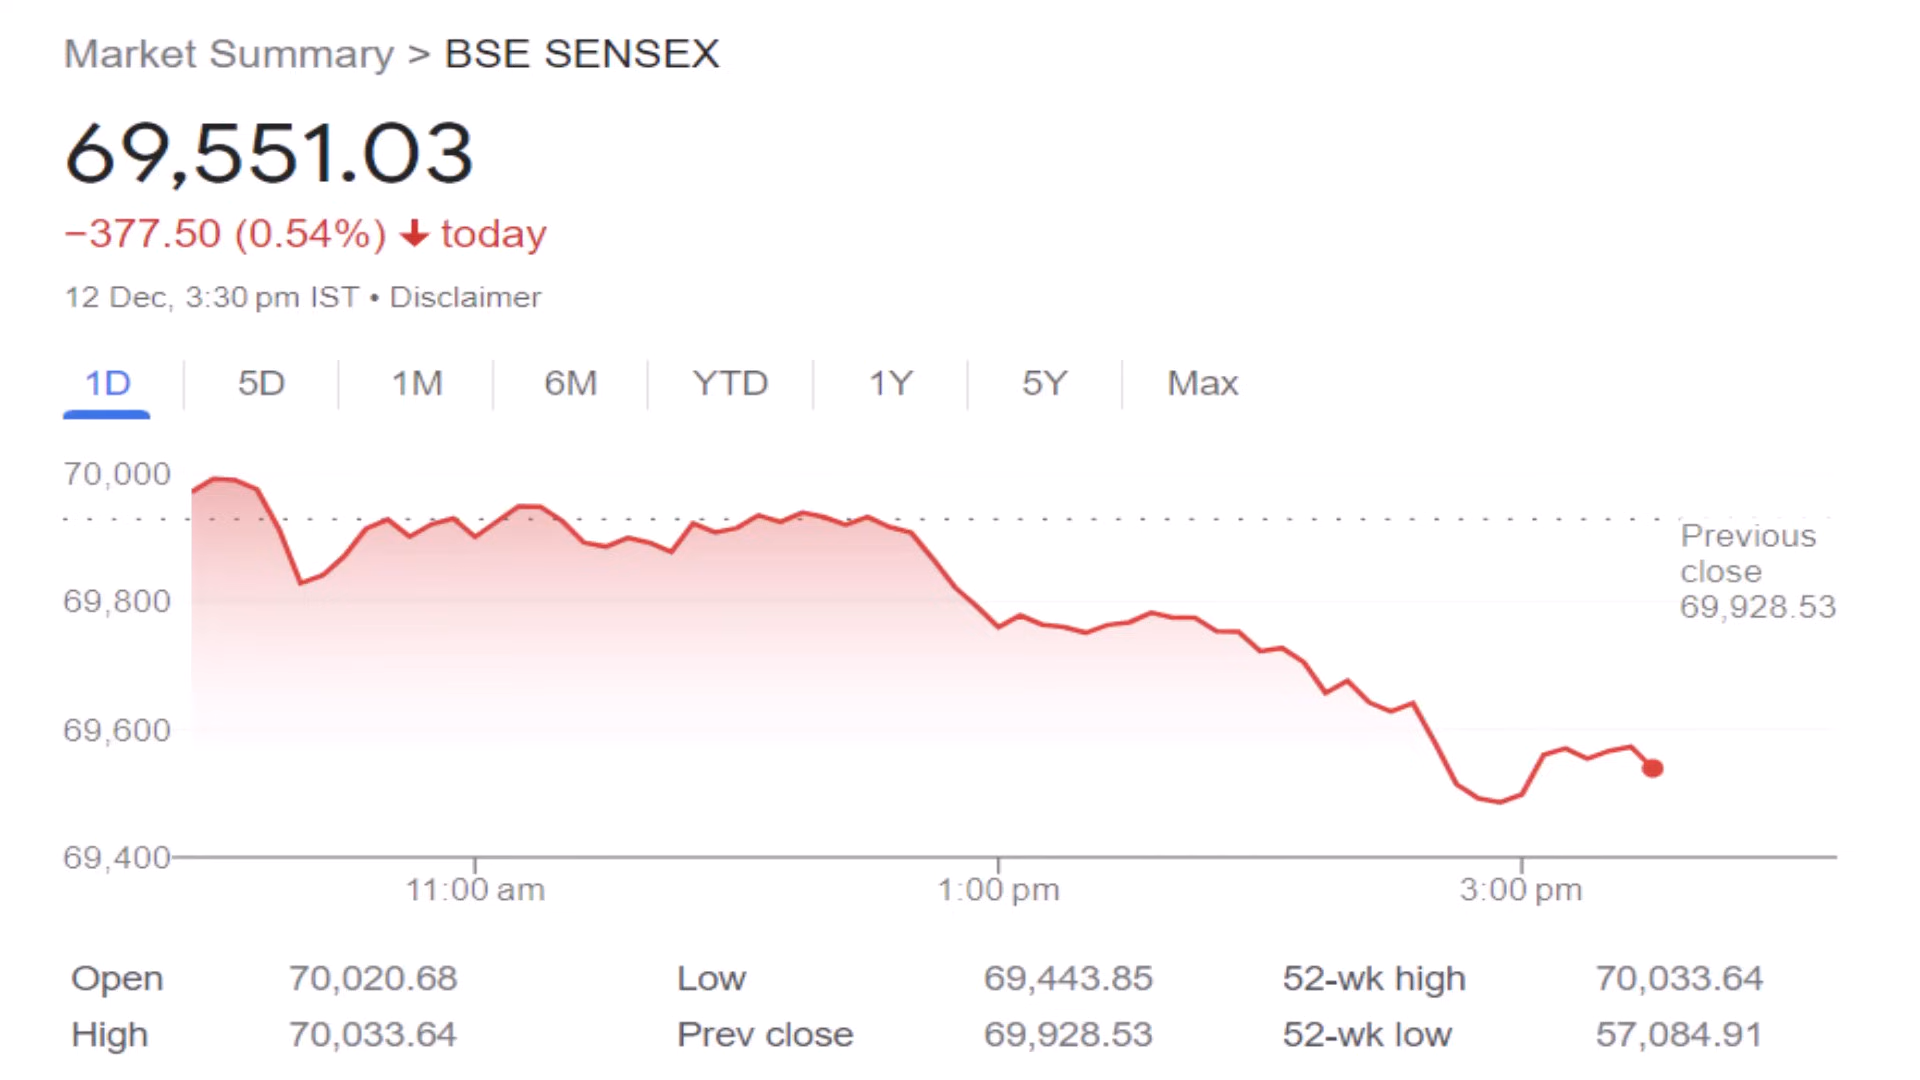 Market Summary > BSE SENSEX
69,551.03
−377.50 (0.54%) ↓ today
12 Dec, 3:30 pm IST • Disclaimer
1D 5D 1M 6M YTD 1Y 5Y Max
70,000
69,800
69,600
69,400
Previous
close
69,928.53
11:00 am 1:00 pm 3:00 pm
Open 70,020.68 Low 69,443.85 52-wk high 70,033.64
High 70,033.64 Prev close 69,928.53 52-wk low 57,084.91